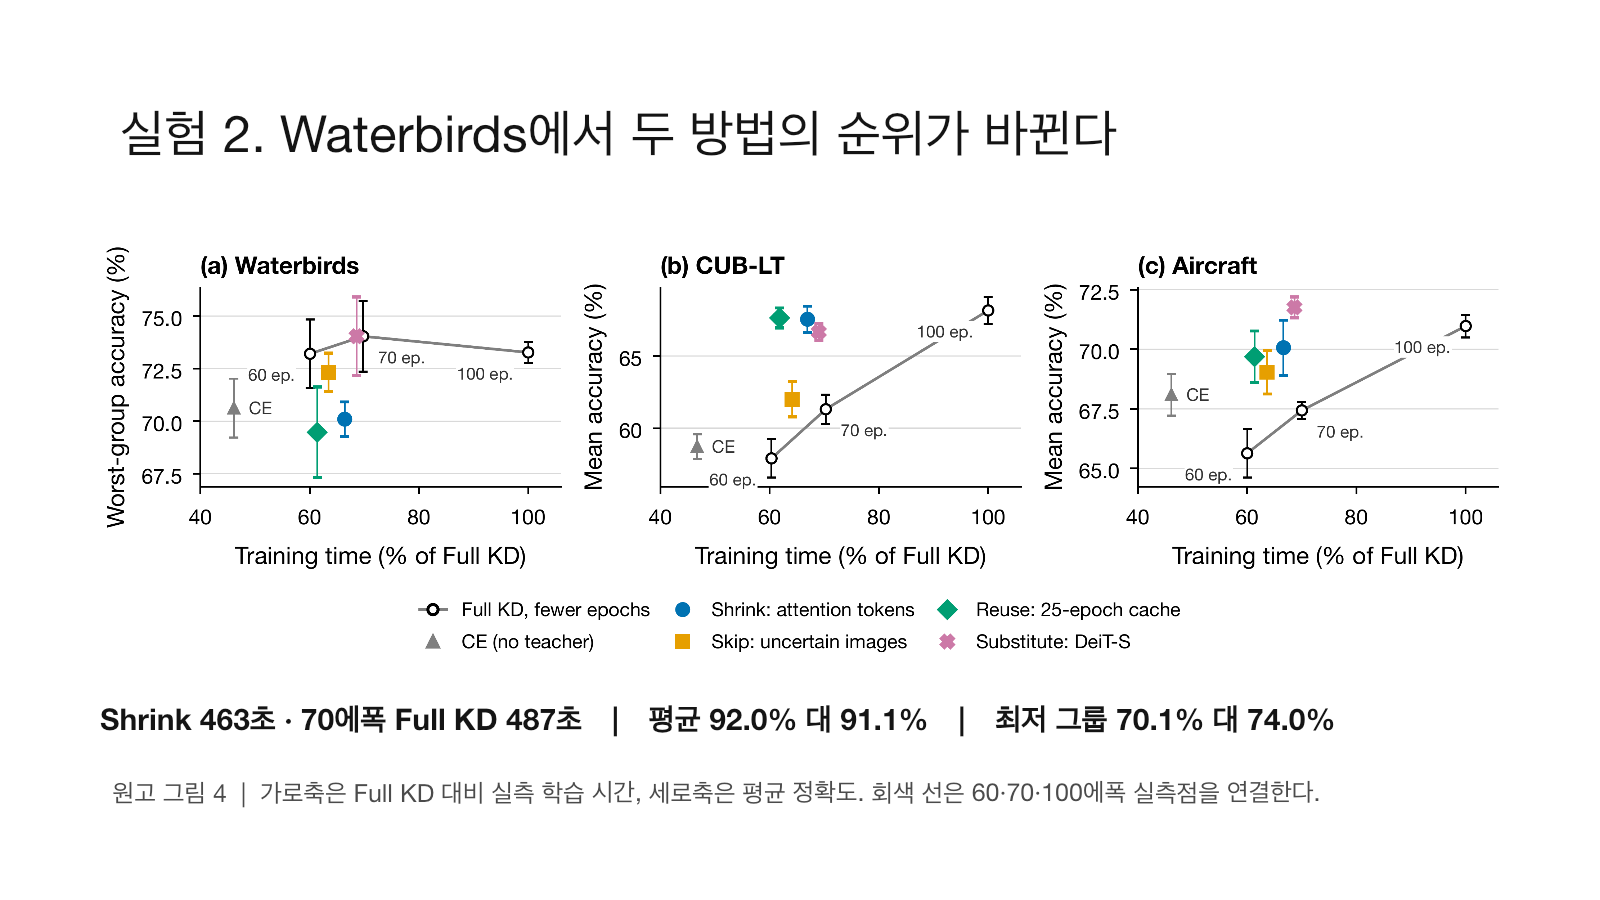 실험 2. Waterbirds에서 두 방법의 순위가 바뀐다
(a) Waterbirds
Worst-group accuracy (%)
75.0
72.5
70.0
67.5
60 ep.
70 ep.
100 ep.
CE
40 60 80 100
Training time (% of Full KD)
(b) CUB-LT
Mean accuracy (%)
65
60
100 ep.
70 ep.
CE
60 ep.
40 60 80 100
Training time (% of Full KD)
(c) Aircraft
Mean accuracy (%)
72.5
70.0
67.5
65.0
100 ep.
CE
70 ep.
60 ep.
40 60 80 100
Training time (% of Full KD)
Full KD, fewer epochs
Shrink: attention tokens
Reuse: 25-epoch cache
CE (no teacher)
Skip: uncertain images
Substitute: DeiT-S
Shrink 463초 · 70에폭 Full KD 487초 | 평균 92.0% 대 91.1% | 최저 그룹 70.1% 대 74.0%
원고 그림 4 | 가로축은 Full KD 대비 실측 학습 시간, 세로축은 평균 정확도. 회색 선은 60·70·100에폭 실측점을 연결한다.